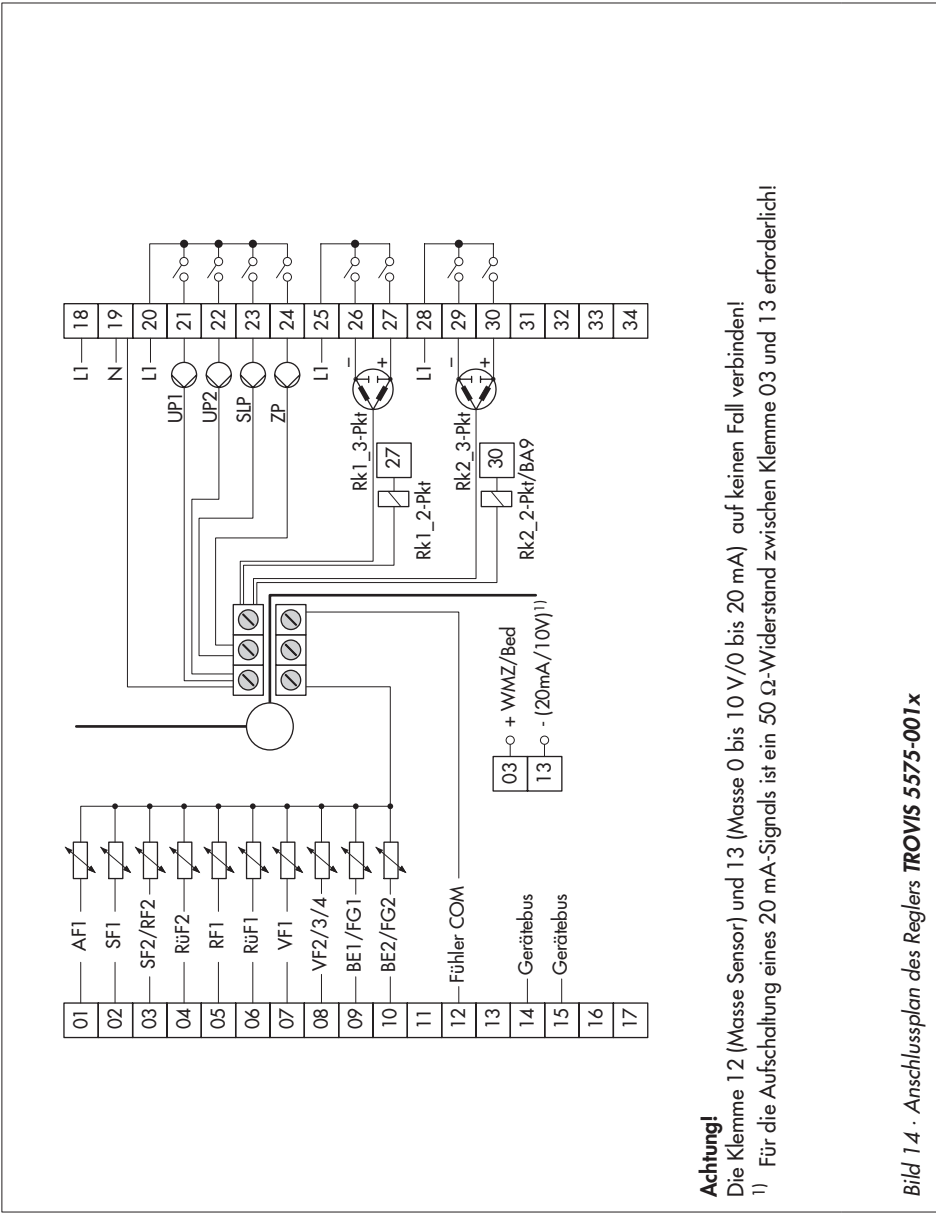 01 AF1
02 SF1
03 SF2/RF2
04 RüF2
05 RF1
06 RüF1
07 VF1
08 VF2/3/4
09 BE1/FG1
10 BE2/FG2
11
12 Fühler COM
13
14 Gerätebus
15 Gerätebus
16
17
03 + WMZ/Bed
13 - (20mA/10V)¹⁾
L1 18
N 19
L1 20
UP1 21
UP2 22
SLP 23
ZP 24
L1 25
Rk1_3-Pkt – 26
+ 27
Rk1_2-Pkt 27
L1 28
Rk2_3-Pkt – 29
+ 30
Rk2_2-Pkt/BA9 30
31
32
33
34
Achtung!
Die Klemme 12 (Masse Sensor) und 13 (Masse 0 bis 10 V/0 bis 20 mA) auf keinen Fall verbinden!
¹⁾ Für die Aufschaltung eines 20 mA-Signals ist ein 50 Ω-Widerstand zwischen Klemme 03 und 13 erforderlich!
Bild 14 · Anschlussplan des Reglers TROVIS 5575-001x